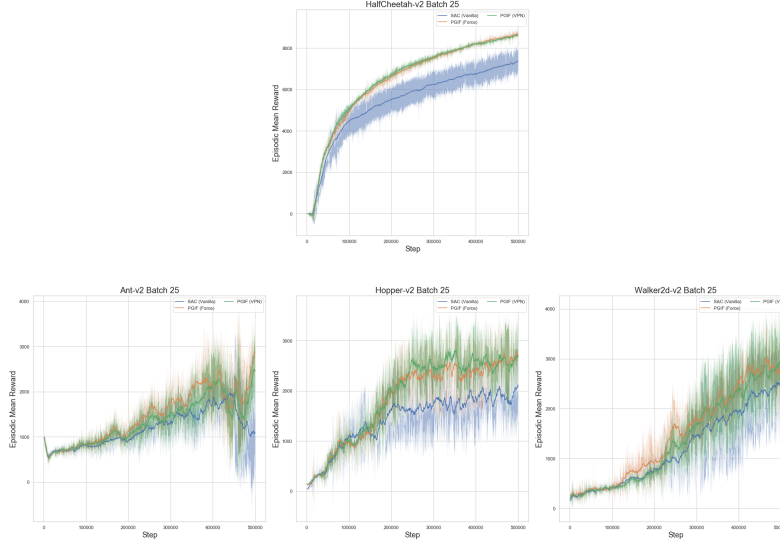 HalfCheetah-v2 Batch 25
SAC (Vanilla)
PGIF (VPN)
PGIF (Force)
8000
6000
4000
2000
0
Episodic Mean Reward
0
100000
200000
300000
400000
500000
Step
Ant-v2 Batch 25
SAC (Vanilla)
PGIF (VPN)
PGIF (Force)
4000
3000
2000
1000
0
Episodic Mean Reward
0
100000
200000
300000
400000
500000
Step
Hopper-v2 Batch 25
SAC (Vanilla)
PGIF (VPN)
PGIF (Force)
3000
2000
1000
0
Episodic Mean Reward
0
100000
200000
300000
400000
500000
Step
Walker2d-v2 Batch 25
SAC (Vanilla)
PGIF (V
PGIF (Force)
4000
3000
2000
1000
0
Episodic Mean Reward
0
100000
200000
300000
400000
500000
Step